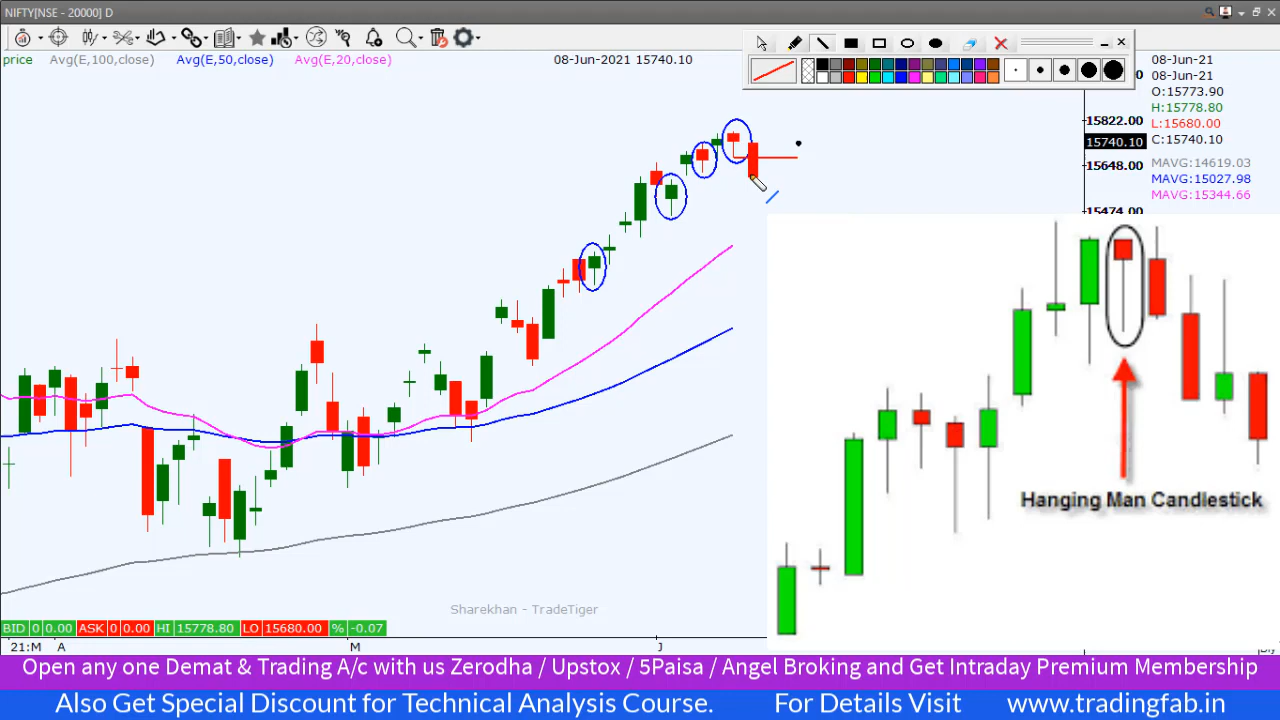 NIFTY[NSE - 20000] D
price Avg(E,100,close) Avg(E,50,close) Avg(E,20,close) 08-Jun-2021 15740.10
08-Jun-21
08-Jun-21
O:15773.90
H:15778.80
L:15680.00
C:15740.10
MAVG:14619.03
MAVG:15027.98
MAVG:15344.66
15822.00
15740.10
15648.00
15474.00
Hanging Man Candlestick
Sharekhan - TradeTiger
BID 0 0.00 ASK 0 0.00 HI 15778.80 LO 15680.00 % -0.07
21:M A M J
Open any one Demat & Trading A/c with us Zerodha / Upstox / 5Paisa / Angel Broking and Get Intraday Premium Membership
Also Get Special Discount for Technical Analysis Course. For Details Visit www.tradingfab.in